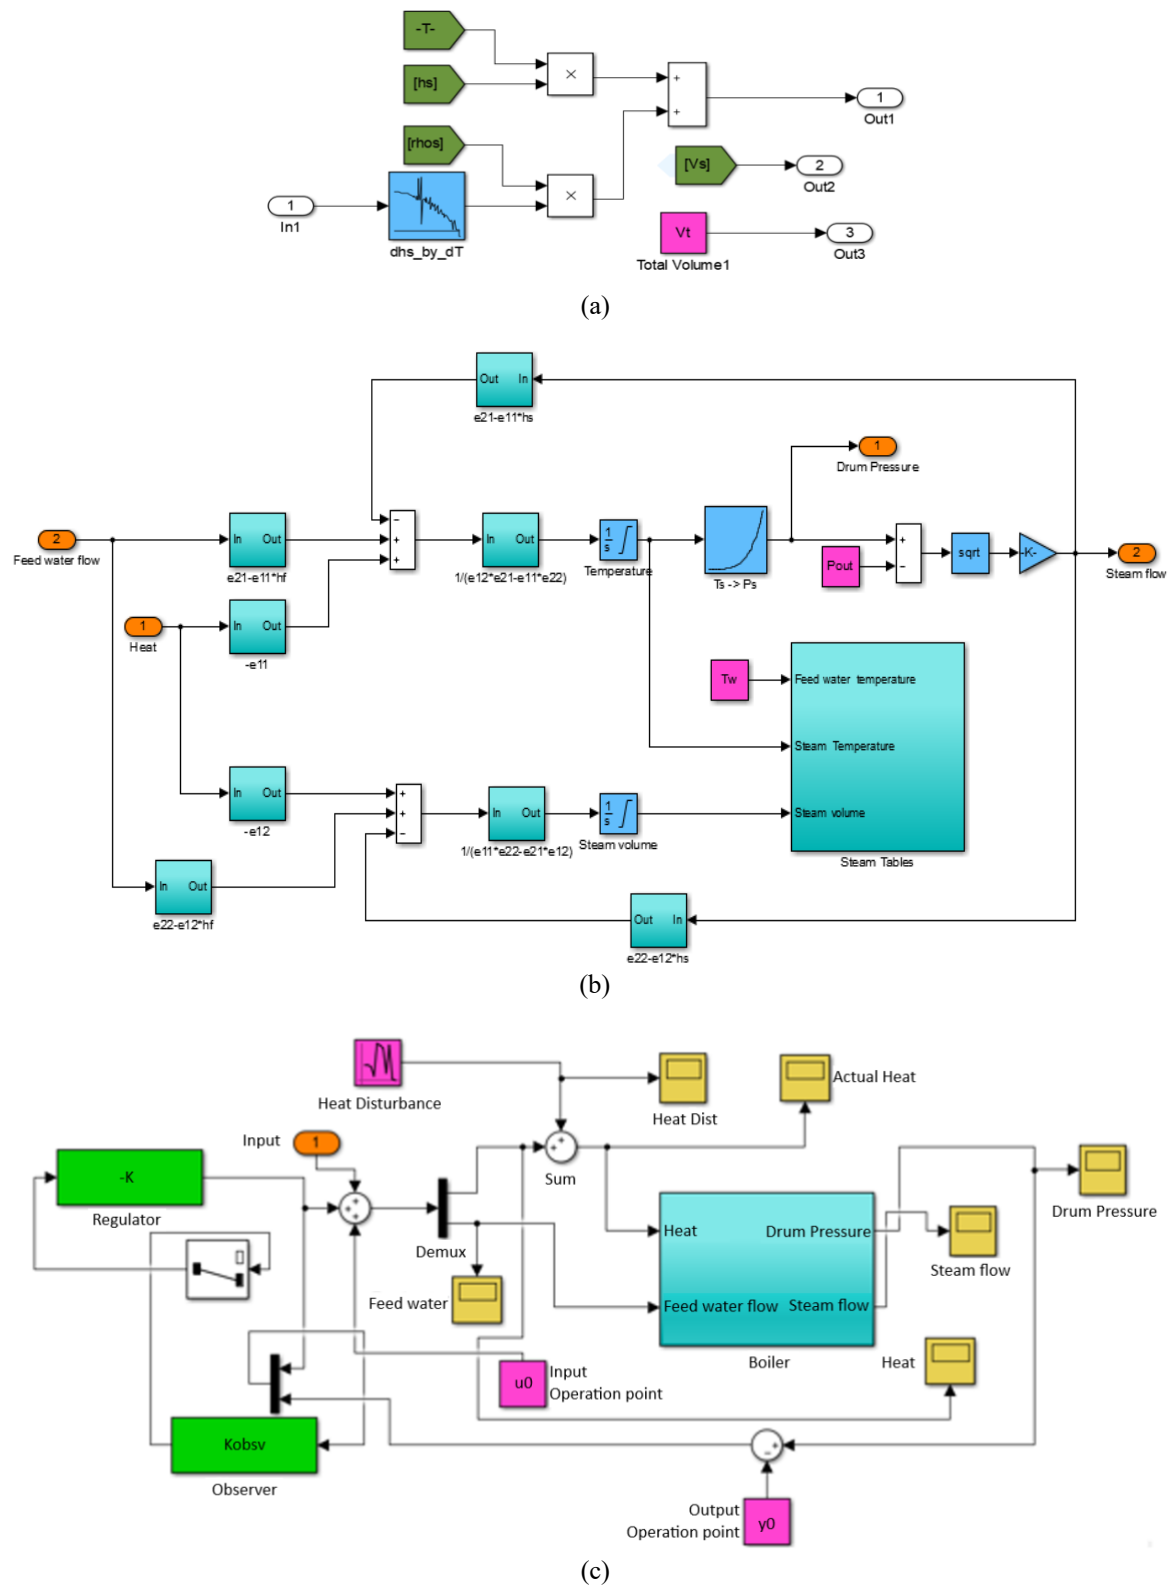 -T-
[hs]
×
+
+
1
Out1
[rhos]
[Vs]
2
Out2
×
1
In1
dhs_by_dT
Vt
Total Volume1
3
Out3
(a)
Out In
e21-e11*hs
1
Drum Pressure
2
Feed water flow
In Out
e21-e11*hf
−
+
+
In Out
1/(e12*e21-e11*e22)
1
s
Temperature
Ts -> Ps
Pout
+
−
sqrt
-K-
2
Steam flow
1
Heat
In Out
-e11
Tw
Feed water temperature
Steam Temperature
Steam volume
Steam Tables
In Out
-e12
+
+
−
In Out
1/(e11*e22-e21*e12)
1
s
Steam volume
In Out
e22-e12*hf
Out In
e22-e12*hs
(b)
Heat Disturbance
Heat Dist
Actual Heat
Input
1
-K
Regulator
+
+
+
Demux
+
+
Sum
Heat
Drum Pressure
Feed water flow
Steam flow
Boiler
Drum Pressure
Steam flow
Feed water
Heat
u0
Input
Operation point
Kobsv
Observer
+
−
Output
Operation point
y0
(c)